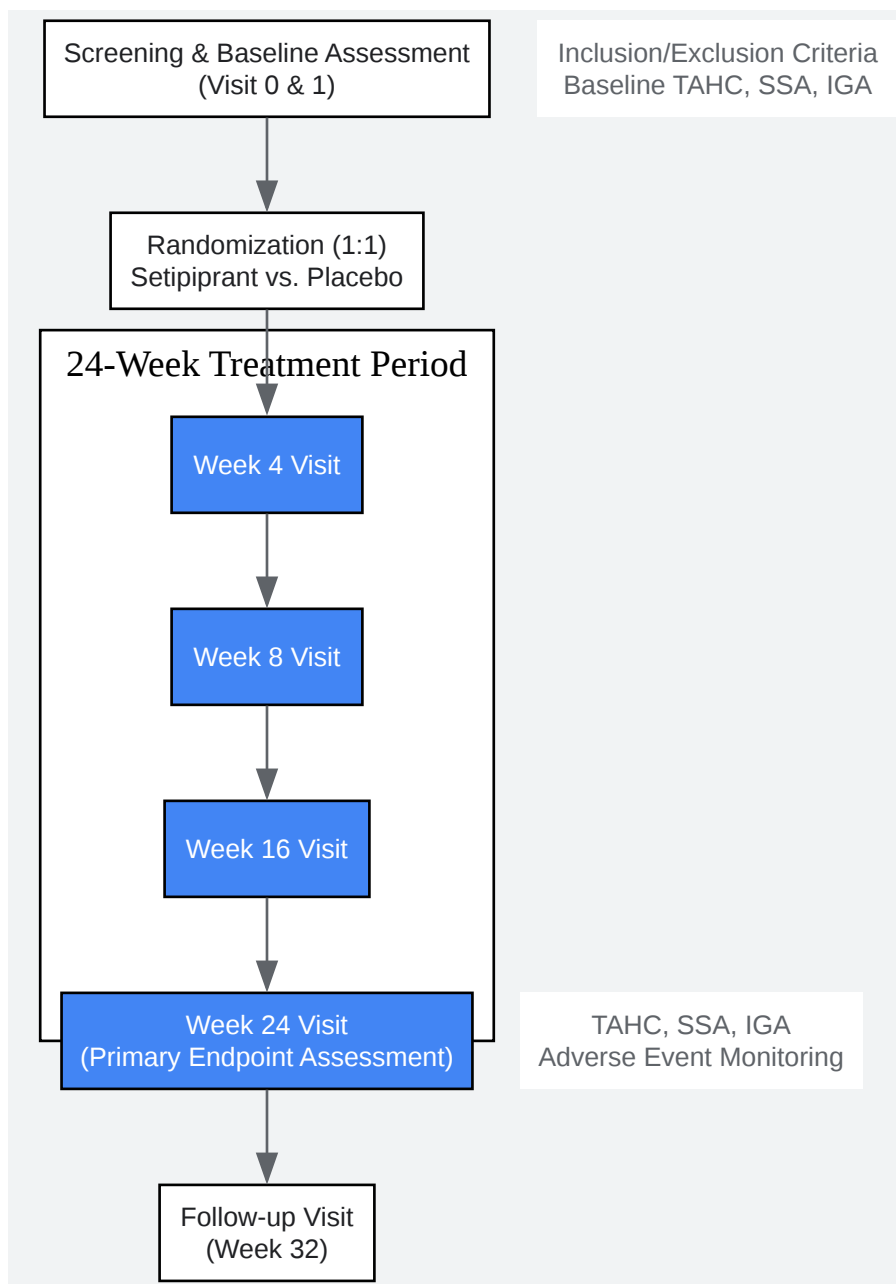 Screening & Baseline Assessment
(Visit 0 & 1)
Inclusion/Exclusion Criteria
Baseline TAHC, SSA, IGA
Randomization (1:1)
Setipiprant vs. Placebo
24-Week Treatment Period
Week 4 Visit
Week 8 Visit
Week 16 Visit
Week 24 Visit
(Primary Endpoint Assessment)
TAHC, SSA, IGA
Adverse Event Monitoring
Follow-up Visit
(Week 32)